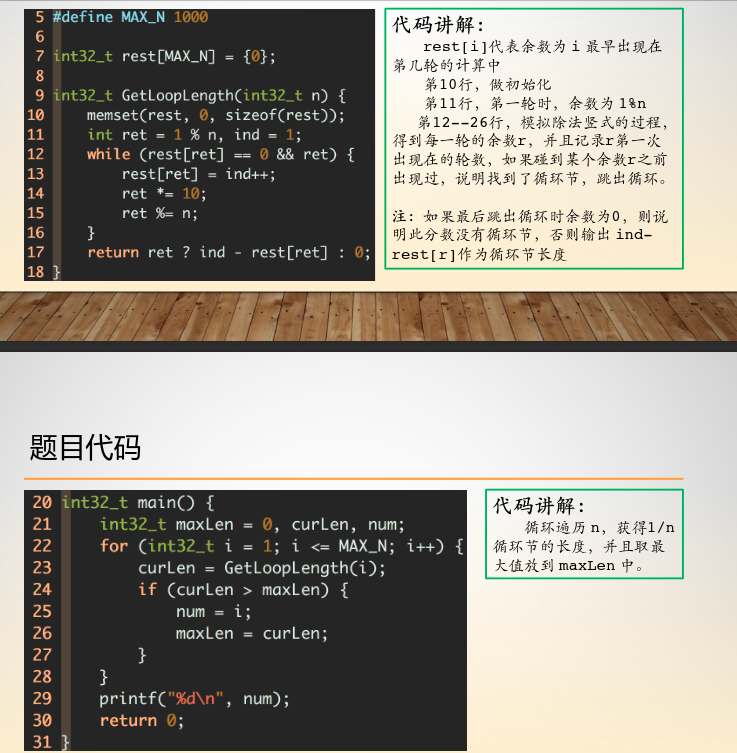 5 #define MAX_N 1000
6
7 int32_t rest[MAX_N] = {0};
8
9 int32_t GetLoopLength(int32_t n) {
10     memset(rest, 0, sizeof(rest));
11     int ret = 1 % n, ind = 1;
12     while (rest[ret] == 0 && ret) {
13         rest[ret] = ind++;
14         ret *= 10;
15         ret %= n;
16     }
17     return ret ? ind - rest[ret] : 0;
18 }
代码讲解:
rest[i]代表余数为 i 最早出现在
第几轮的计算中
第10行，做初始化
第11行，第一轮时，余数为 1%n
第12--26行，模拟除法竖式的过程，
得到每一轮的余数r，并且记录r第一次
出现在的轮数，如果碰到某个余数r之前
出现过，说明找到了循环节，跳出循环。
注：如果最后跳出循环时余数为0，则说
明此分数没有循环节，否则输出 ind-
rest[r]作为循环节长度
题目代码
20 int32_t main() {
21     int32_t maxLen = 0, curLen, num;
22     for (int32_t i = 1; i <= MAX_N; i++) {
23         curLen = GetLoopLength(i);
24         if (curLen > maxLen) {
25             num = i;
26             maxLen = curLen;
27         }
28     }
29     printf("%d\n", num);
30     return 0;
31 }
代码讲解:
循环遍历 n，获得1/n
循环节的长度，并且取最
大值放到 maxLen 中。